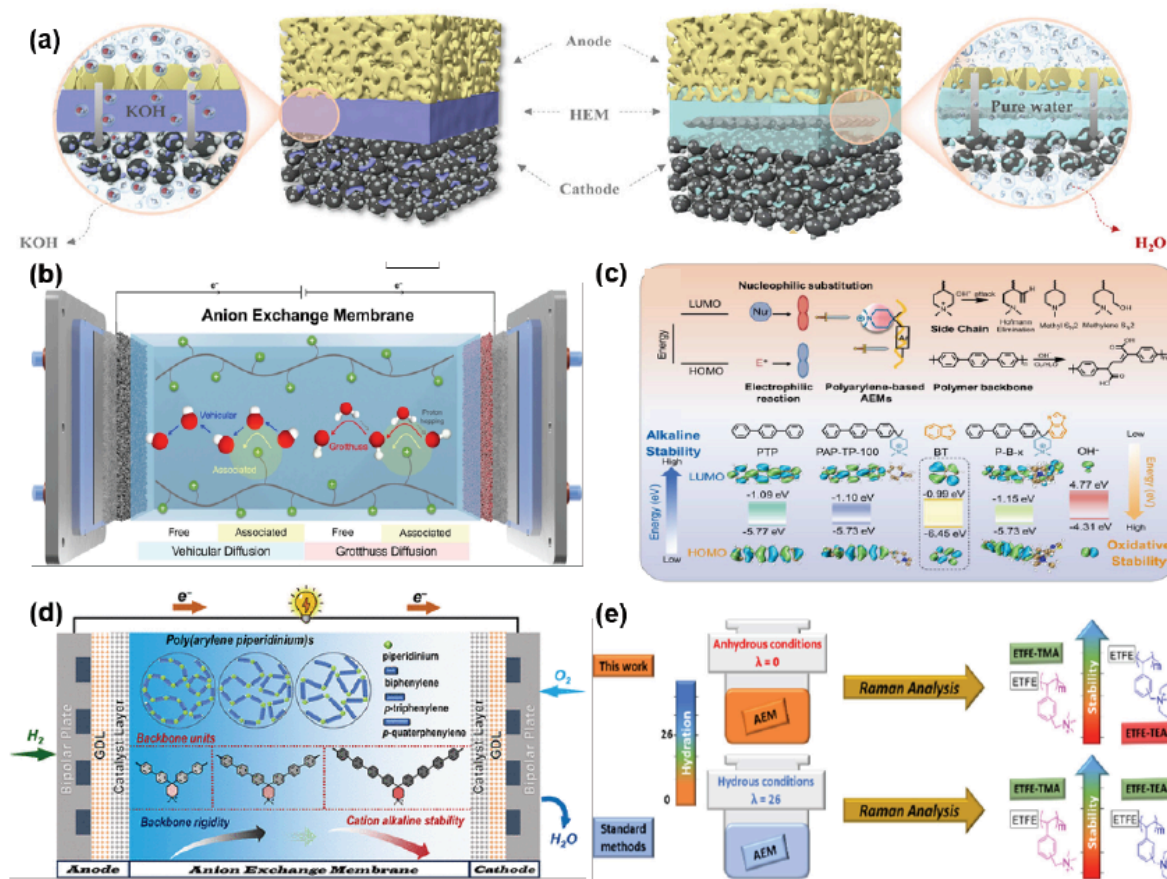 (a)
Anode
HEM
Cathode
KOH
Pure water
KOH
H₂O
(b)
e⁻
e⁻
Anion Exchange Membrane
Vehicular
Associated
Grotthuss
Proton hopping
Free
Associated
Free
Associated
Vehicular Diffusion
Grotthuss Diffusion
(c)
LUMO
HOMO
Energy
Nucleophilic substitution
Nu
E⁺
Electrophilic reaction
Ar
Polyarylene-based AEMs
OH⁻ attack
Side Chain
Hofmann Elimination
Methyl Sₙ2
Methylene Sₙ2
OH
Polymer backbone
Alkaline Stability
High
Low
Energy (eV)
PTP
PAP-TP-100
BT
P-B-x
OH⁻
LUMO
-1.09 eV
-1.10 eV
-0.99 eV
-1.15 eV
4.77 eV
-5.77 eV
-5.73 eV
-6.45 eV
-5.73 eV
-4.31 eV
HOMO
Low
Energy (eV)
High
Oxidative Stability
(d)
e⁻
e⁻
Poly(arylene piperidinium)s
piperidinium
biphenylene
p-triphenylene
p-quaterphenylene
Backbone units
Backbone rigidity
Cation alkaline stability
H₂
O₂
H₂O
Bipolar Plate
GDL
Catalyst Layer
Catalyst Layer
GDL
Bipolar Plate
Anode
Anion Exchange Membrane
Cathode
(e)
This work
Standard methods
Hydration
26
0
Anhydrous conditions
λ = 0
AEM
Raman Analysis
ETFE-TMA
ETFE
ETFE
Stability
ETFE-TEA
Hydrous conditions
λ = 26
AEM
Raman Analysis
ETFE-TMA
ETFE-TEA
ETFE
ETFE
Stability